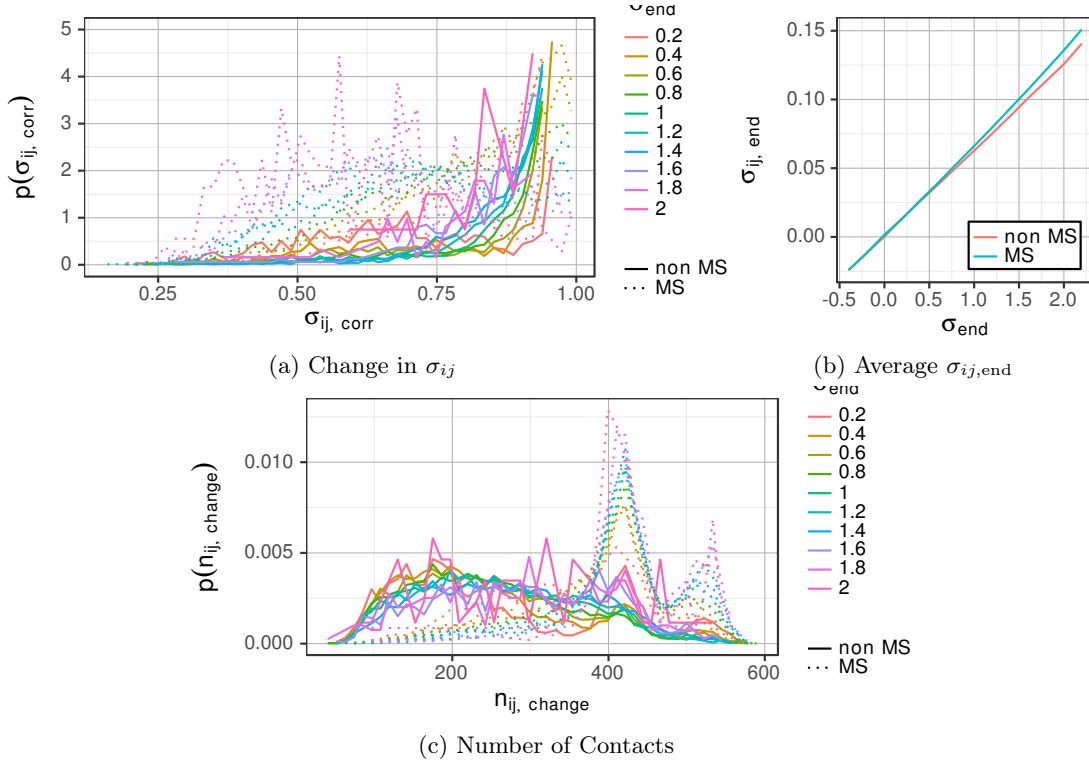 σend
0.2
0.4
0.6
0.8
1
1.2
1.4
1.6
1.8
2
non MS
MS
p(σij, corr)
5
4
3
2
1
0
0.25
0.50
0.75
1.00
σij, corr
(a) Change in σij
σij, end
0.15
0.10
0.05
0.00
non MS
MS
-0.5
0.0
0.5
1.0
1.5
2.0
σend
(b) Average σij,end
σend
0.2
0.4
0.6
0.8
1
1.2
1.4
1.6
1.8
2
non MS
MS
p(nij, change)
0.010
0.005
0.000
200
400
600
nij, change
(c) Number of Contacts